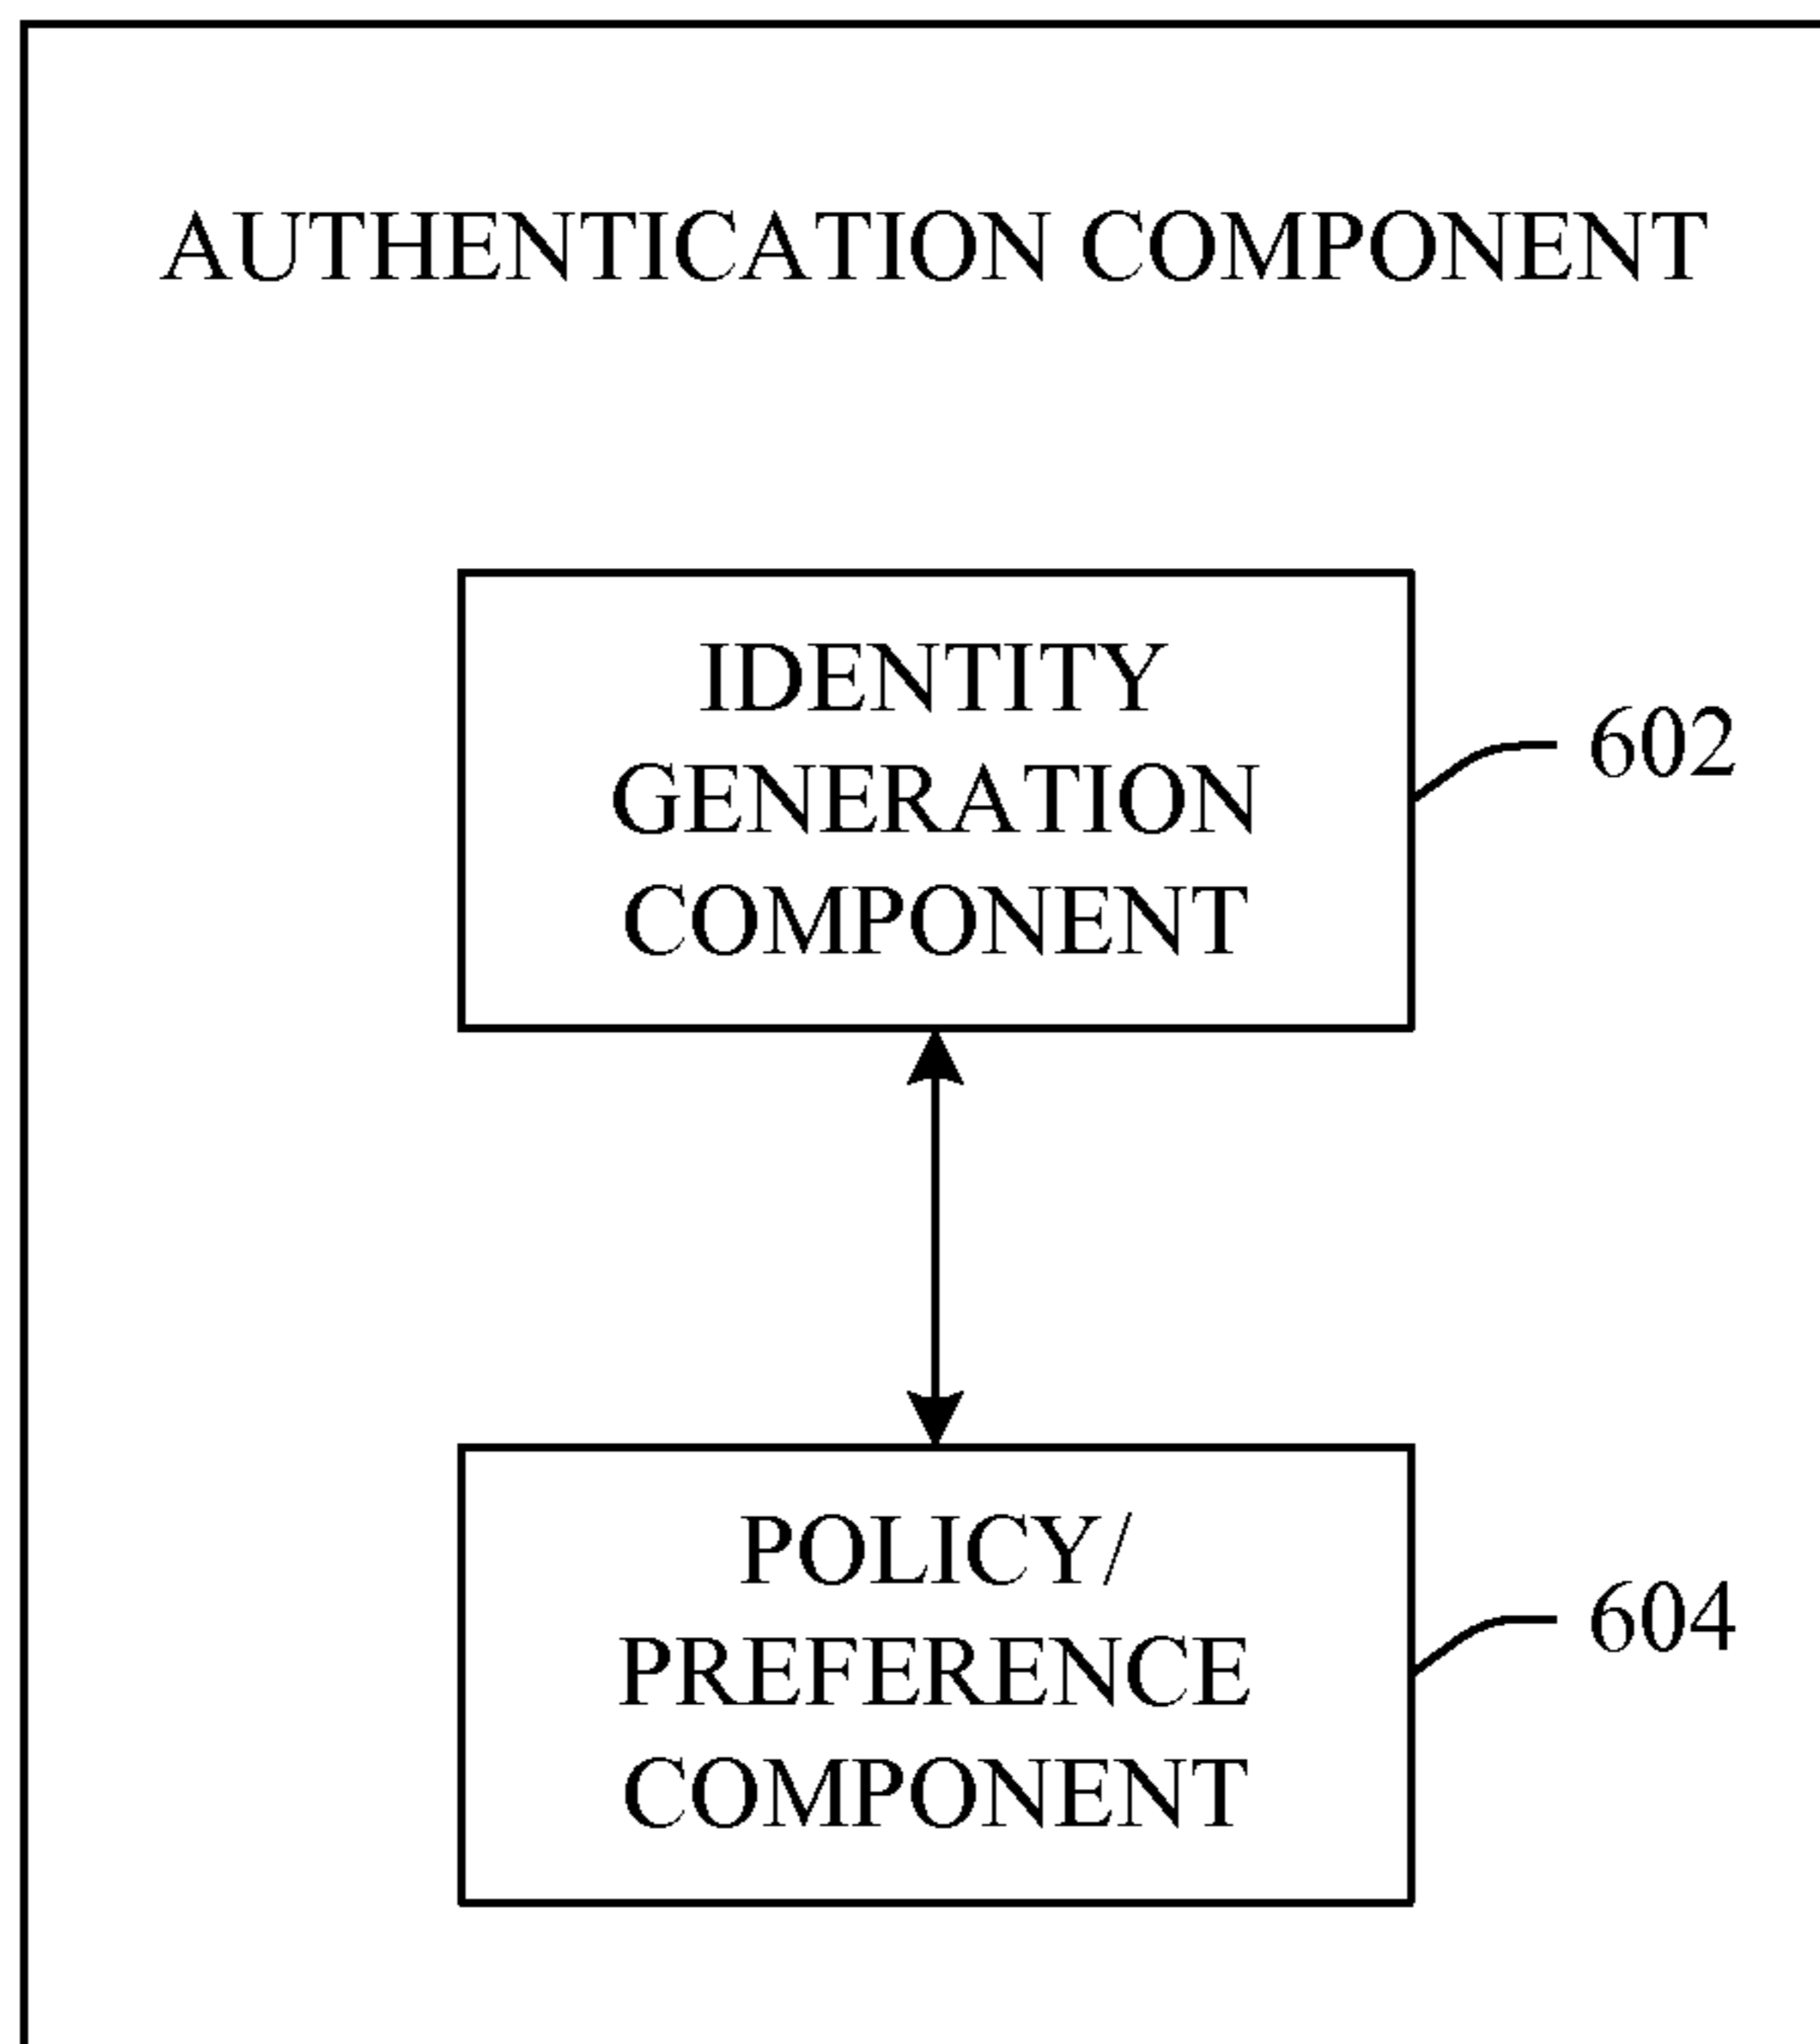 AUTHENTICATION COMPONENT
IDENTITY
GENERATION
COMPONENT
602
POLICY/
PREFERENCE
COMPONENT
604